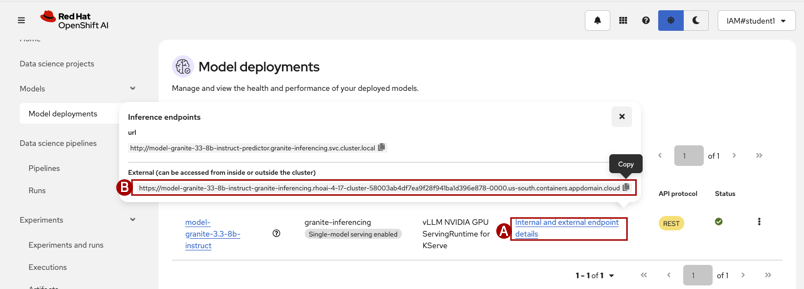 Red Hat
OpenShift AI
IAM#student1
Home
Data science projects
Models
Model deployments
Data science pipelines
Pipelines
Runs
Experiments
Experiments and runs
Executions
Artifacts
Model deployments
Manage and view the health and performance of your deployed models.
Inference endpoints
url
http://model-granite-33-8b-instruct-predictor.granite-inferencing.svc.cluster.local
External (can be accessed from inside or outside the cluster)
Copy
B
https://model-granite-33-8b-instruct-granite-inferencing.rhoai-4-17-cluster-58003ab4df7ea9f28f941ba1d396e878-0000.us-south.containers.appdomain.cloud
1 of 1
API protocol
Status
model-
granite-3.3-8b-
instruct
granite-inferencing
Single-model serving enabled
vLLM NVIDIA GPU
ServingRuntime for
KServe
A
Internal and external endpoint
details
REST
1 - 1 of 1
1 of 1